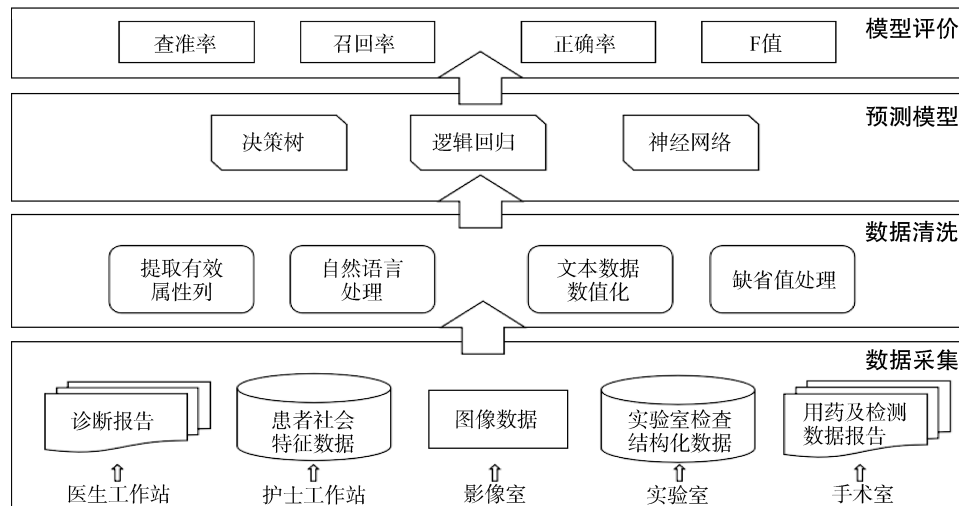 模型评价
查准率
召回率
正确率
F值
预测模型
决策树
逻辑回归
神经网络
数据清洗
提取有效
属性列
自然语言
处理
文本数据
数值化
缺省值处理
数据采集
诊断报告
患者社会
特征数据
图像数据
实验室检查
结构化数据
用药及检测
数据报告
医生工作站
护士工作站
影像室
实验室
手术室